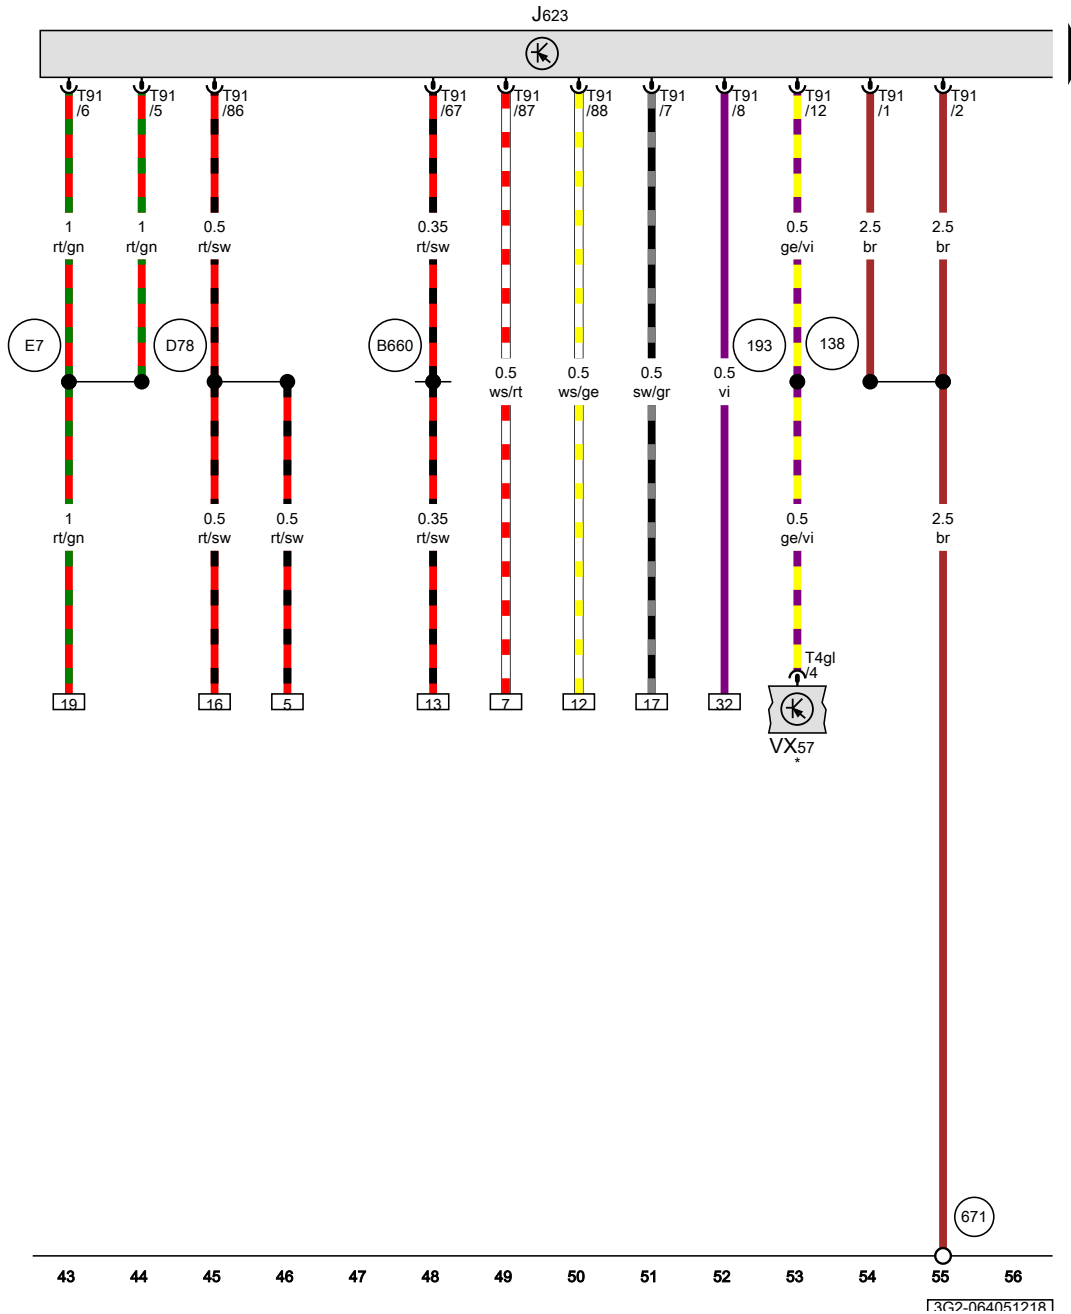 J623
T91 T91 T91 T91 T91 T91 T91 T91 T91 T91 T91
/6 /5 /86 /67 /87 /88 /7 /8 /12 /1 /2
1 1 0.5 0.35 0.5 2.5 2.5
rt/gn rt/gn rt/sw rt/sw ge/vi br br
E7 D78 B660 193 138
0.5 0.5 0.5 0.5
ws/rt ws/ge sw/gr vi
1 0.5 0.5 0.35 0.5 2.5
rt/gn rt/sw rt/sw rt/sw ge/vi br
T4gl
/4
19 16 5 13 7 12 17 32
VX57
*
671
43 44 45 46 47 48 49 50 51 52 53 54 55 56
3G2-064051218